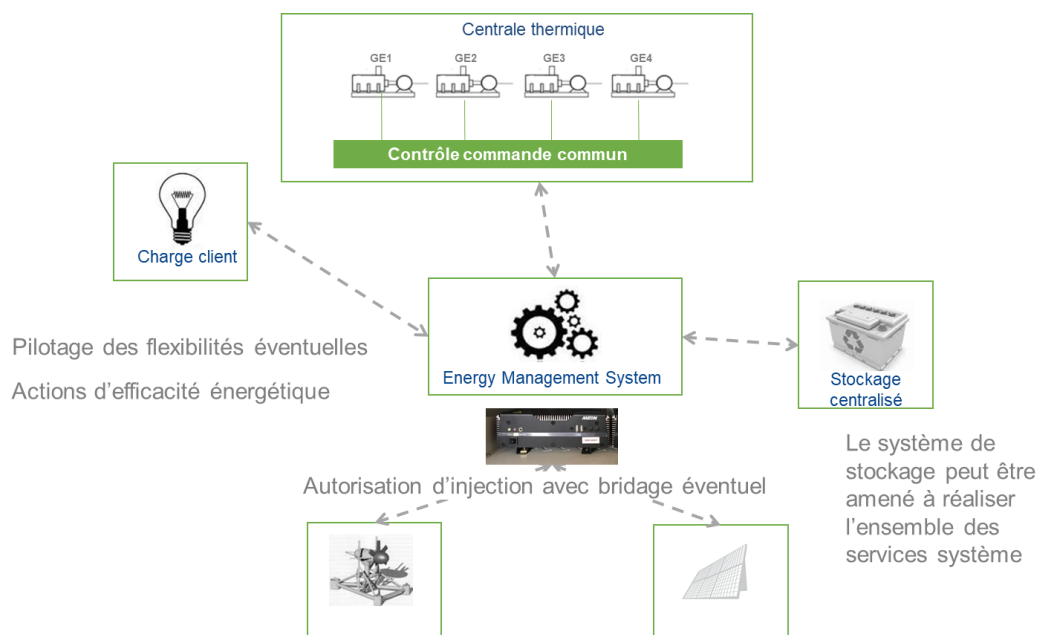 Centrale thermique
GE1
GE2
GE3
GE4
Contrôle commande commun
Charge client
Pilotage des flexibilités éventuelles
Actions d’efficacité énergétique
Energy Management System
Stockage
centralisé
Autorisation d’injection avec bridage éventuel
Le système de
stockage peut être
amené à réaliser
l’ensemble des
services système